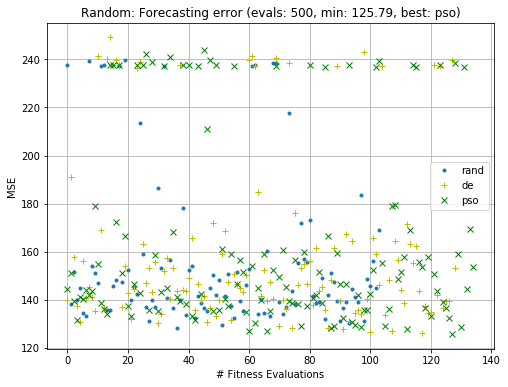 Random: Forecasting error (evals: 500, min: 125.79, best: pso)
MSE
240
220
200
180
160
140
120
rand
de
pso
0 20 40 60 80 100 120 140
# Fitness Evaluations